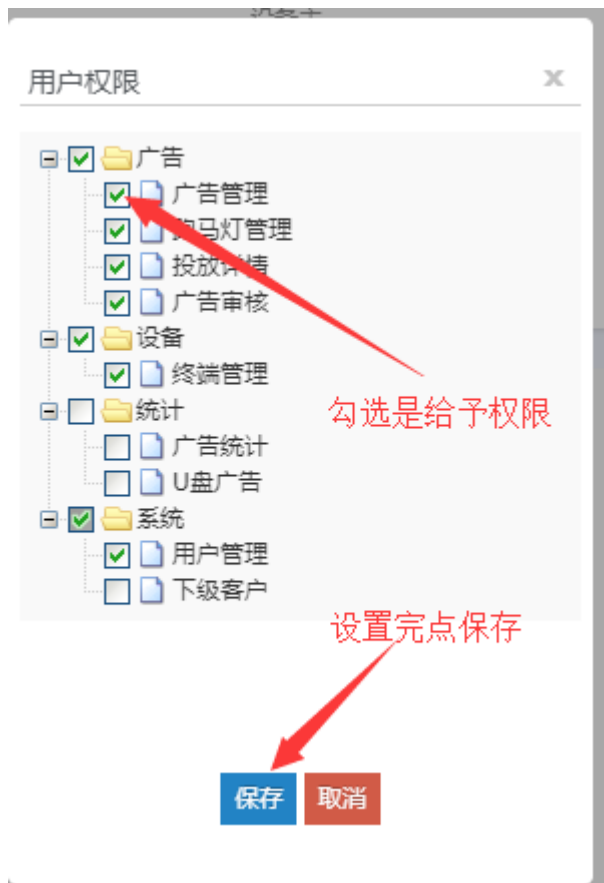 用户权限
广告
广告管理
跑马灯管理
投放详情
广告审核
设备
终端管理
勾选是给予权限
统计
广告统计
U盘广告
系统
用户管理
下级客户
设置完点保存
保存 取消